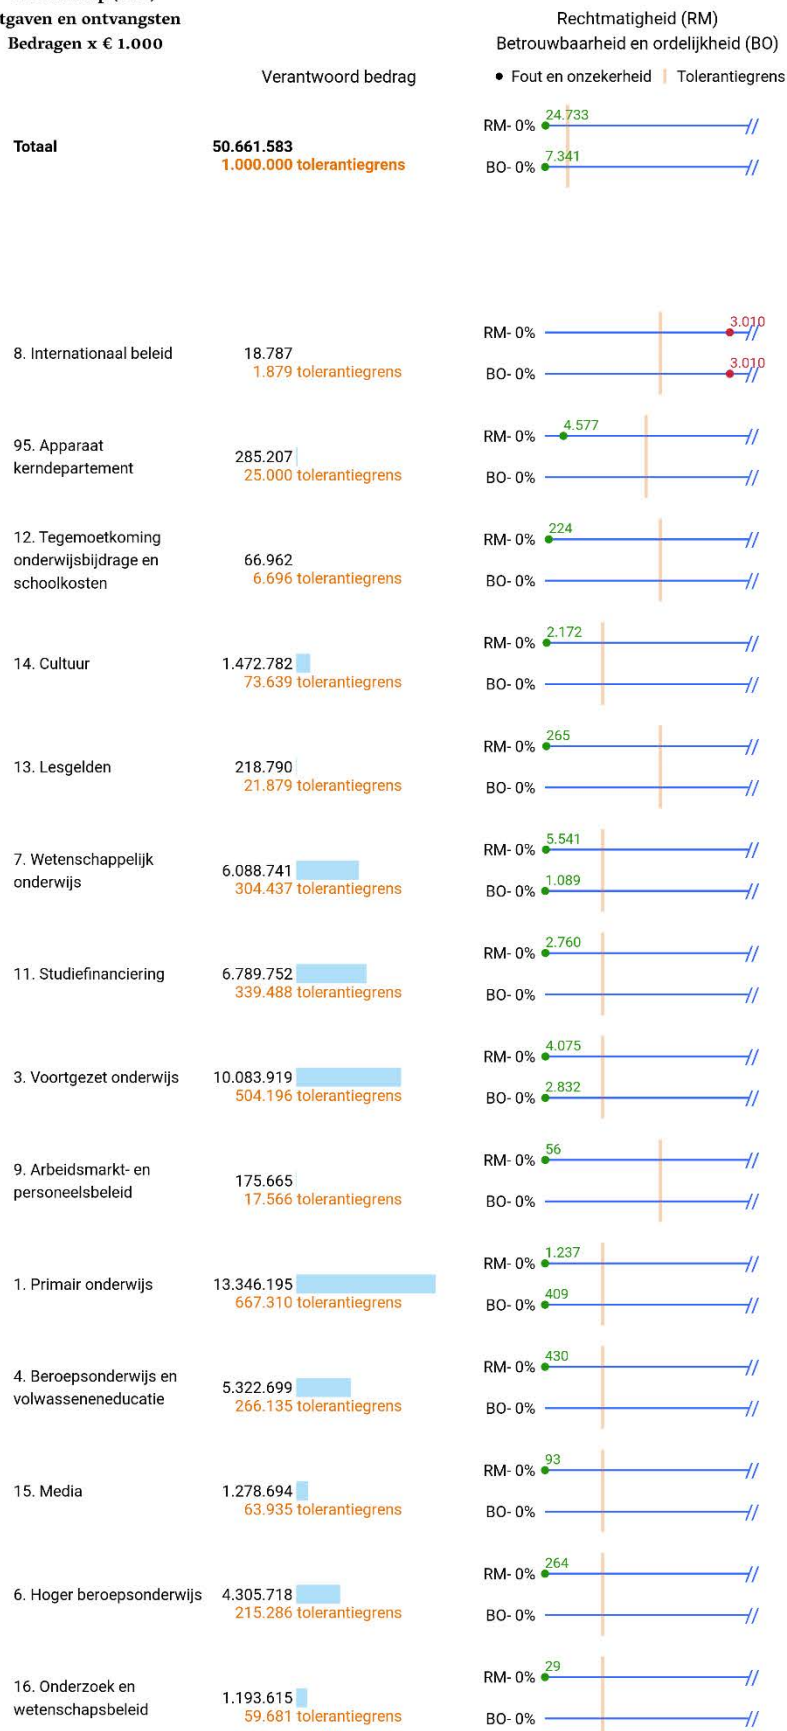 Bedragen x € 1.000
en ontvangsten
Rechtmatigheid (RM)
Betrouwbaarheid en ordelijkheid (BO)
Verantwoord bedrag
● Fout en onzekerheid | Tolerantiegrens
Totaal
50.661.583
1.000.000 tolerantiegrens
RM- 0% 24.733
BO- 0% 7.341
8. Internationaal beleid
18.787
1.879 tolerantiegrens
RM- 0% 3.010
BO- 0% 3.010
95. Apparaat
kerndepartement
285.207
25.000 tolerantiegrens
RM- 0% 4.577
BO- 0%
12. Tegemoetkoming
onderwijsbijdrage en
schoolkosten
66.962
6.696 tolerantiegrens
RM- 0% 224
BO- 0%
14. Cultuur
1.472.782
73.639 tolerantiegrens
RM- 0% 2.172
BO- 0%
13. Lesgelden
218.790
21.879 tolerantiegrens
RM- 0% 265
BO- 0%
7. Wetenschappelijk
onderwijs
6.088.741
304.437 tolerantiegrens
RM- 0% 5.541
BO- 0% 1.089
11. Studiefinanciering
6.789.752
339.488 tolerantiegrens
RM- 0% 2.760
BO- 0%
3. Voortgezet onderwijs
10.083.919
504.196 tolerantiegrens
RM- 0% 4.075
BO- 0% 2.832
9. Arbeidsmarkt- en
personeelsbeleid
175.665
17.566 tolerantiegrens
RM- 0% 56
BO- 0%
1. Primair onderwijs
13.346.195
667.310 tolerantiegrens
RM- 0% 1.237
BO- 0% 409
4. Beroepsonderwijs en
volwasseneneducatie
5.322.699
266.135 tolerantiegrens
RM- 0% 430
BO- 0%
15. Media
1.278.694
63.935 tolerantiegrens
RM- 0% 93
BO- 0%
6. Hoger beroepsonderwijs
4.305.718
215.286 tolerantiegrens
RM- 0% 264
BO- 0%
16. Onderzoek en
wetenschapsbeleid
1.193.615
59.681 tolerantiegrens
RM- 0% 29
BO- 0%